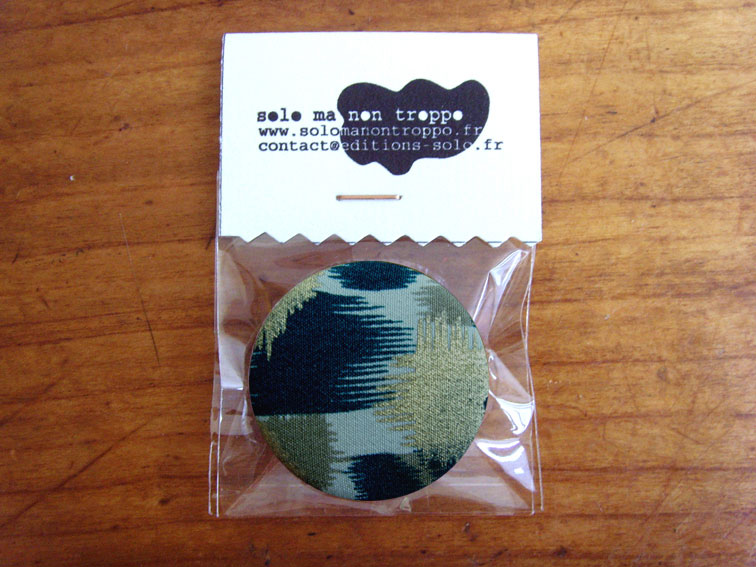 solo ma non troppo
www.solomanontroppo.fr
contact@editions-solo.fr